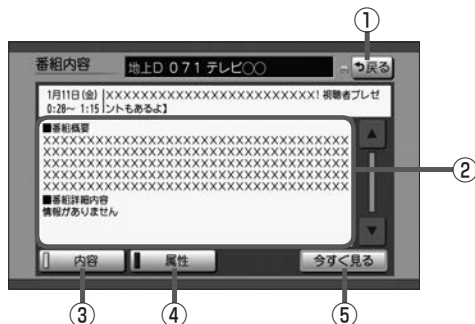 ①
番組内容
地上D 071 テレビ○○
戻る
1月11日(金) XXXXXXXXXXXXXXXXXXXXXXXX! 視聴者プレゼ
0:28~ 1:15 ントもあるよ】
■番組概要
XXXXXXXXXXXXXXXXXXXXXXXXXXXXXXXXXXX
XXXXXXXXXXXXXXXXXXXXXXXXXXXXXXXXXXX
XXXXXXXXXXXXXXXXXXXXXXXXXXXXXXXXXXX
XXXXXXXXXXXXXXXXXXXXXXXXXXXXXXXXXXX
XXXXXXXXXXXXXXXXXXXXXXXXXXXXXXXXXXX
②
■番組詳細内容
情報がありません
内容 属性 今すぐ見る
③ ④ ⑤